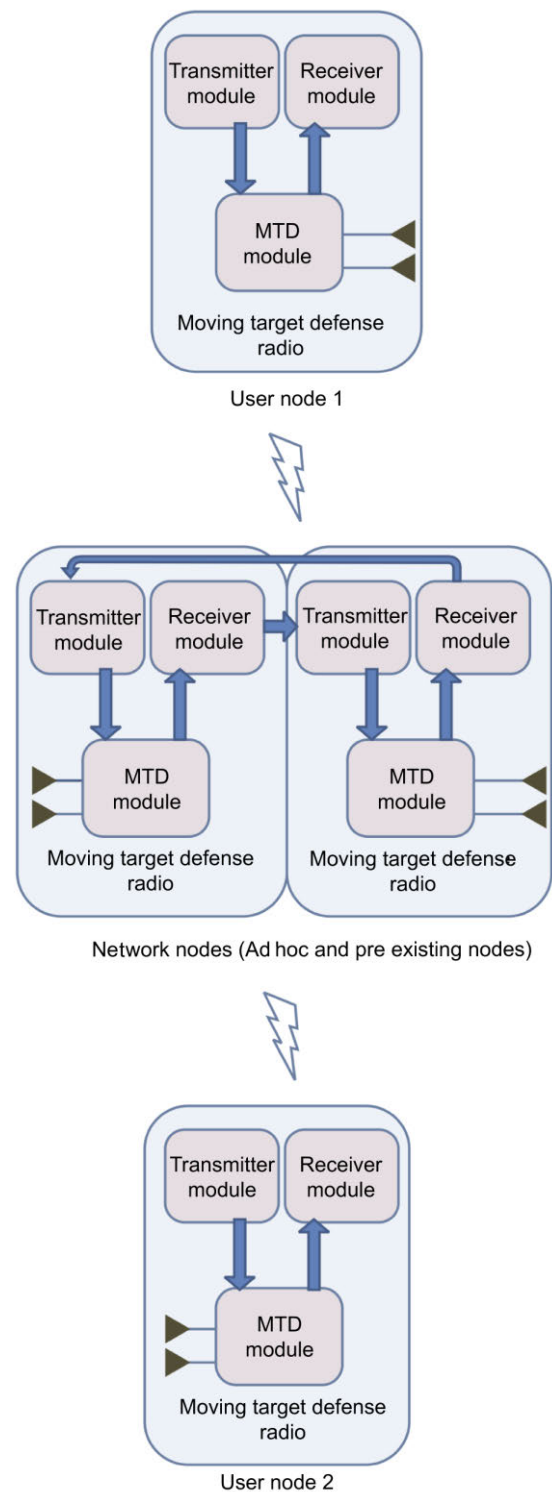 Transmitter
module
Receiver
module
MTD
module
Moving target defense
radio
User node 1
Transmitter
module
Receiver
module
Transmitter
module
Receiver
module
MTD
module
MTD
module
Moving target defense
radio
Moving target defense
radio
Network nodes (Ad hoc and pre existing nodes)
Transmitter
module
Receiver
module
MTD
module
Moving target defense
radio
User node 2